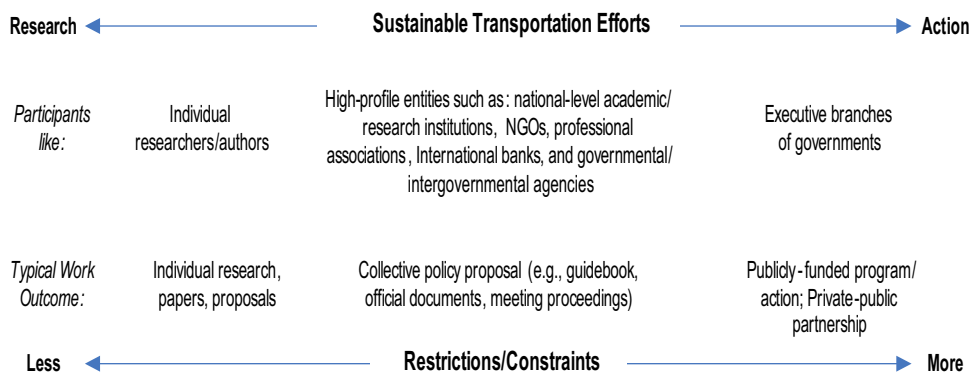 Research Sustainable Transportation Efforts Action
Participants like:
Individual researchers/authors
High-profile entities such as: national-level academic/
research institutions, NGOs, professional
associations, International banks, and governmental/
intergovernmental agencies
Executive branches
of governments
Typical Work
Outcome:
Individual research,
papers, proposals
Collective policy proposal (e.g., guidebook,
official documents, meeting proceedings)
Publicly-funded program/
action; Private-public
partnership
Less Restrictions/Constraints More